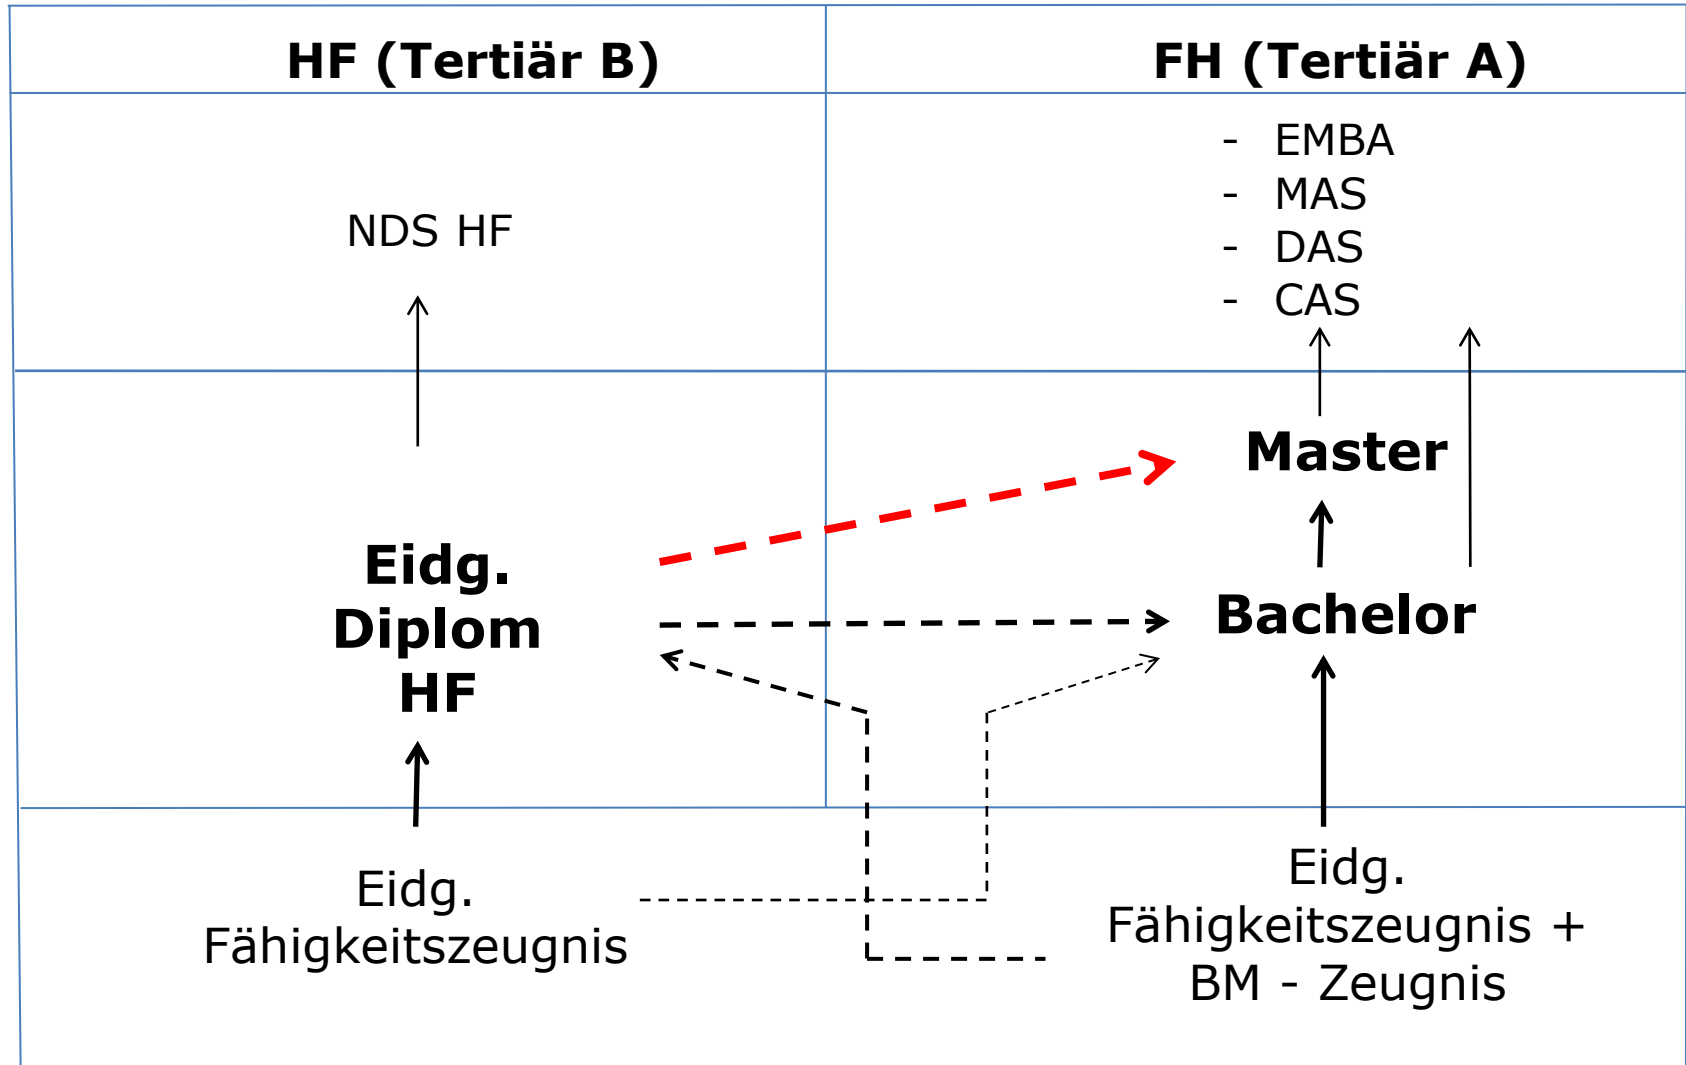 HF (Tertiär B)
FH (Tertiär A)
NDS HF
- EMBA
- MAS
- DAS
- CAS
Eidg.
Diplom
HF
Master
Bachelor
Eidg.
Fähigkeitszeugnis
Eidg.
Fähigkeitszeugnis +
BM - Zeugnis